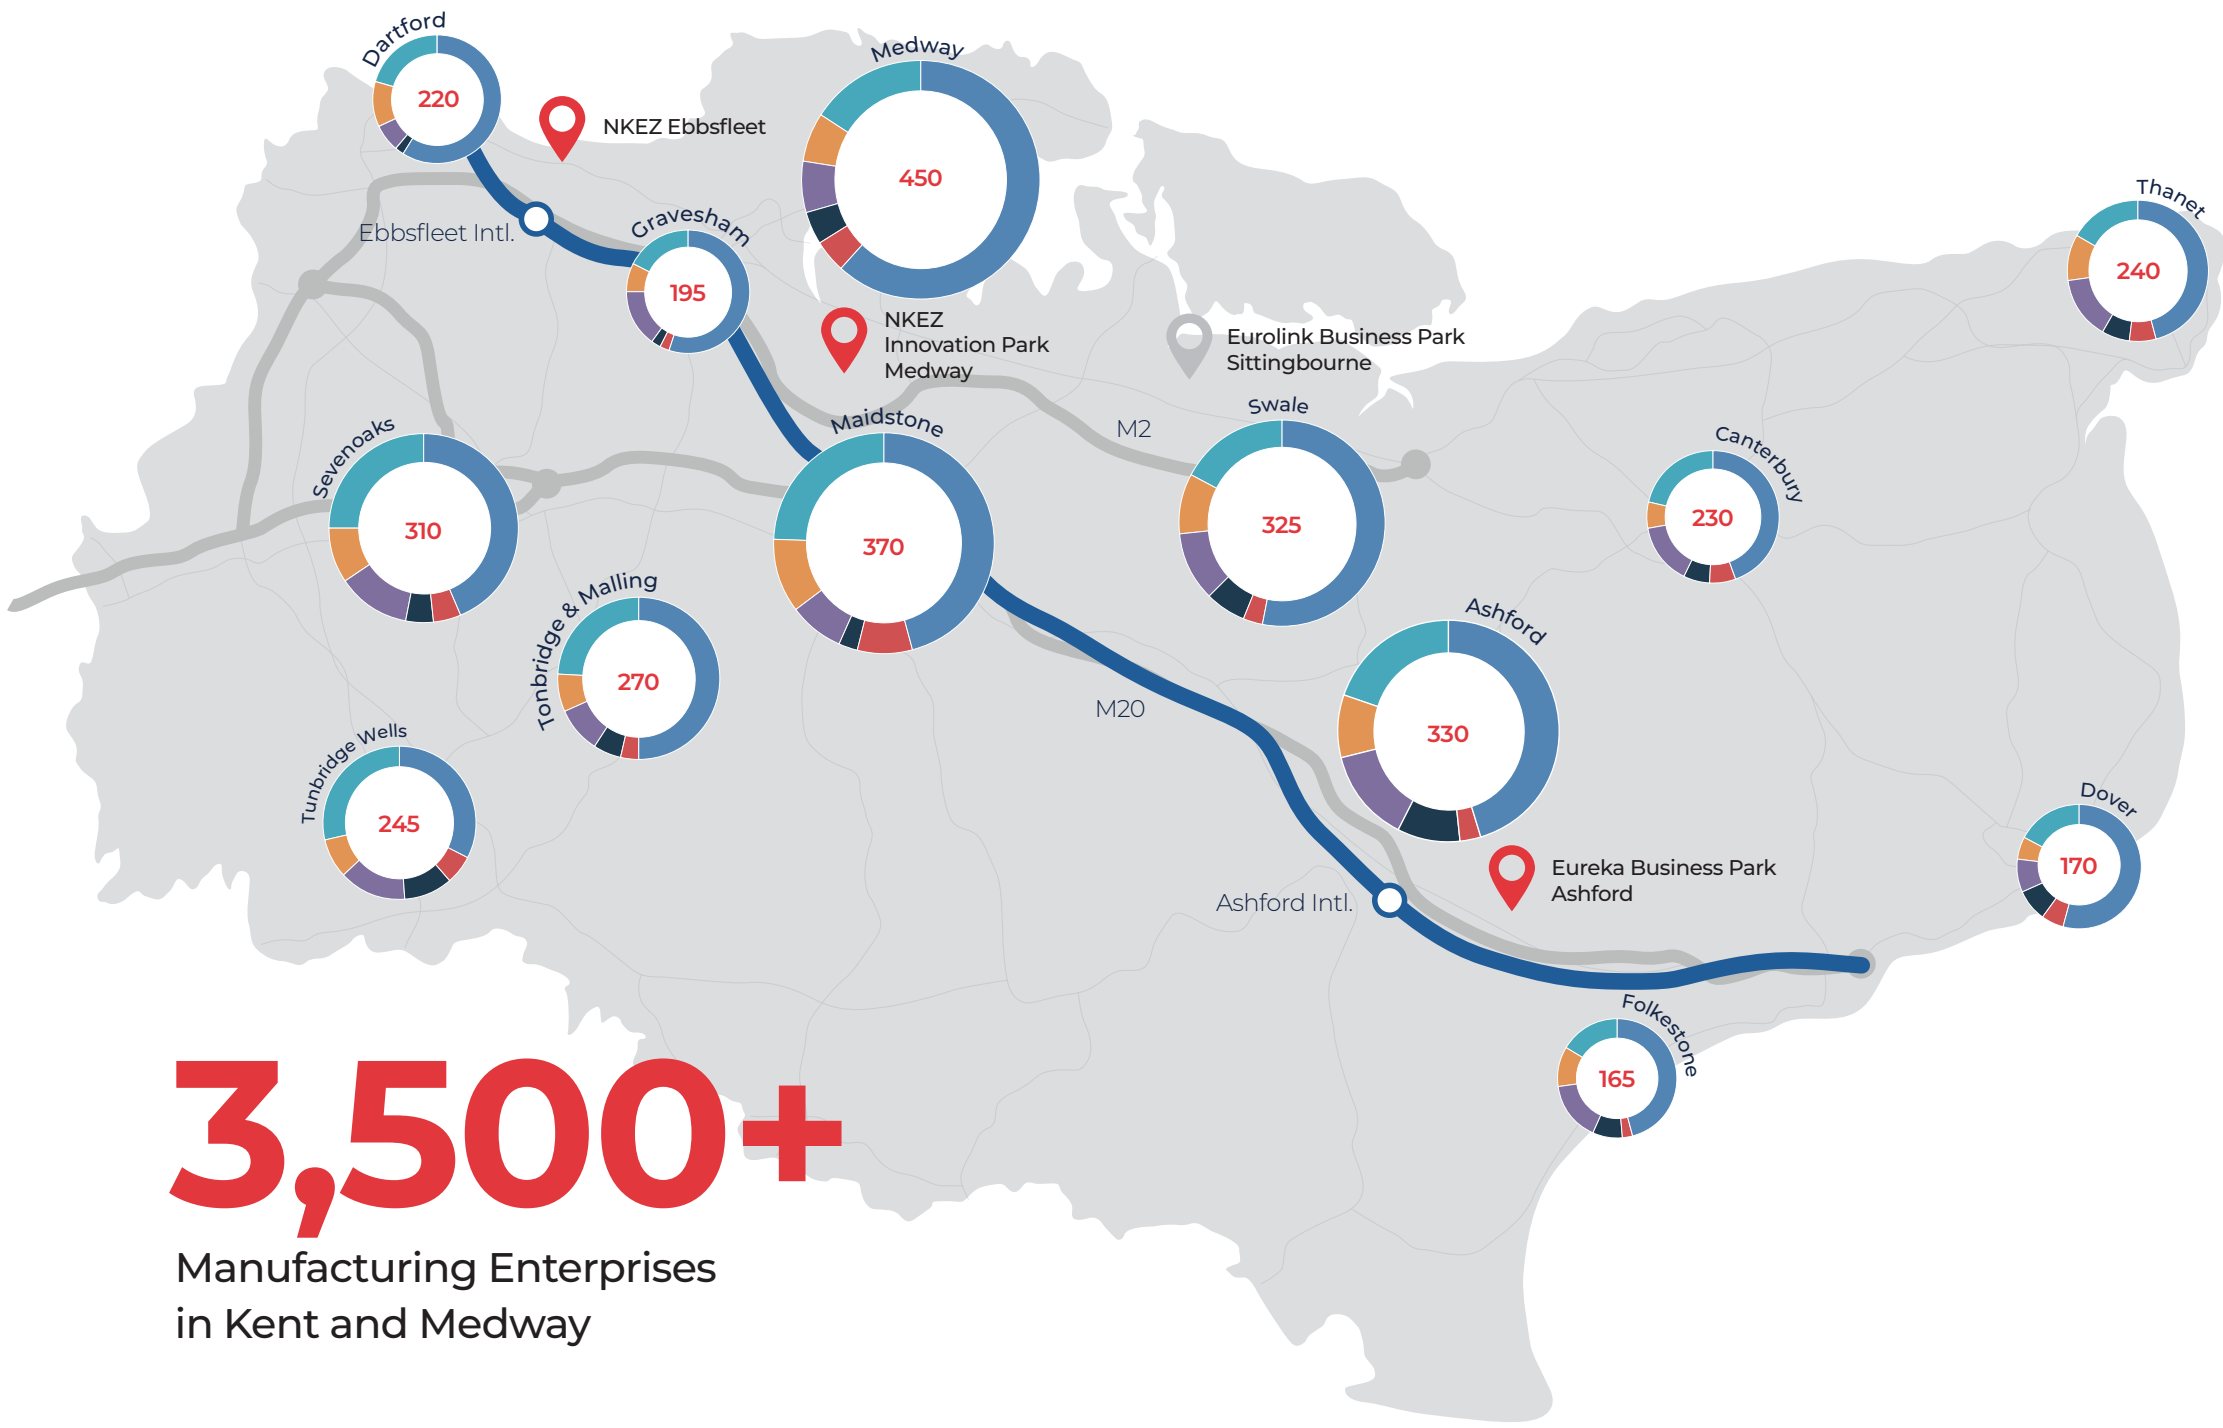 Dartford
220
Medway
450
NKEZ Ebbsfleet
Ebbsfleet Intl.
Gravesham
195
Thanet
240
NKEZ
Innovation Park
Medway
Eurolink Business Park
Sittingbourne
M2
Sevenoaks
310
Maidstone
370
Swale
325
Canterbury
230
Tonbridge & Malling
270
Ashford
330
M20
Tunbridge Wells
245
Dover
170
Eureka Business Park
Ashford
Ashford Intl.
Folkestone
165
3,500+
Manufacturing Enterprises
in Kent and Medway